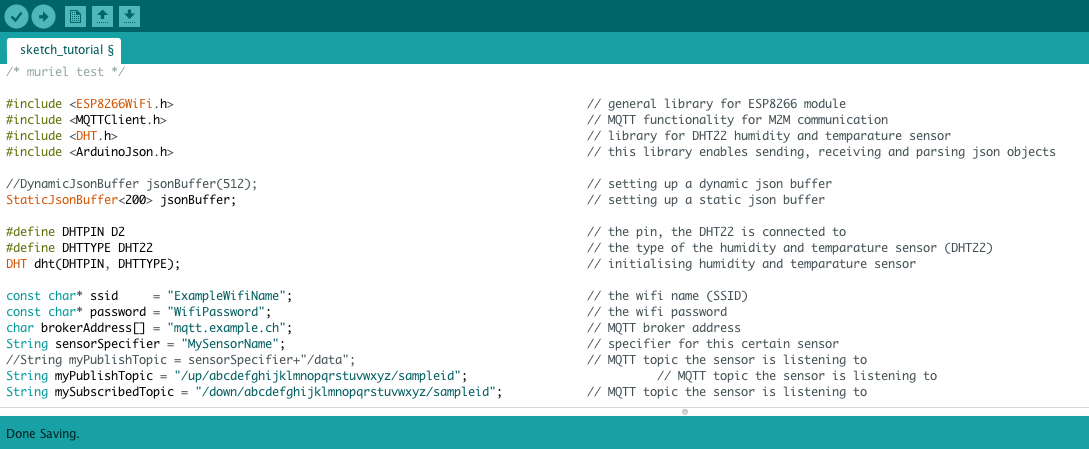 sketch_tutorial §
/* muriel test */
#include <ESP8266WiFi.h> // general library for ESP8266 module
#include <MQTTClient.h> // MQTT functionality for M2M communication
#include <DHT.h> // library for DHT22 humidity and temparature sensor
#include <ArduinoJson.h> // this library enables sending, receiving and parsing json objects
//DynamicJsonBuffer jsonBuffer(512); // setting up a dynamic json buffer
StaticJsonBuffer<200> jsonBuffer; // setting up a static json buffer
#define DHTPIN D2 // the pin, the DHT22 is connected to
#define DHTTYPE DHT22 // the type of the humidity and temparature sensor (DHT22)
DHT dht(DHTPIN, DHTTYPE); // initialising humidity and temparature sensor
const char* ssid = "ExampleWifiName"; // the wifi name (SSID)
const char* password = "WifiPassword"; // the wifi password
char brokerAddress[] = "mqtt.example.ch"; // MQTT broker address
String sensorSpecifier = "MySensorName"; // specifier for this certain sensor
//String myPublishTopic = sensorSpecifier+"/data"; // MQTT topic the sensor is listening to
String myPublishTopic = "/up/abcdefghijklmnopqrstuvwxyz/sampleid"; // MQTT topic the sensor is listening to
String mySubscribedTopic = "/down/abcdefghijklmnopqrstuvwxyz/sampleid"; // MQTT topic the sensor is listening to
Done Saving.